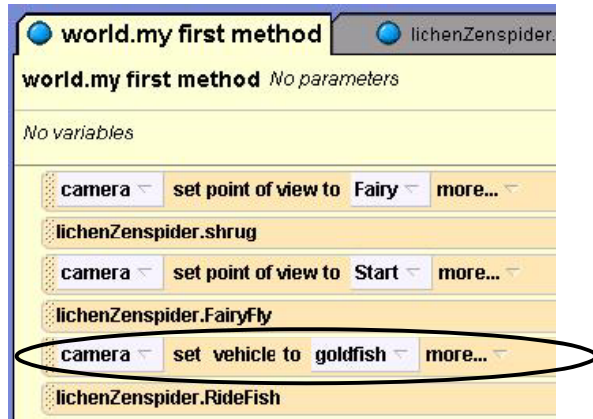 world.my first method lichenZenspider.
world.my first method No parameters
No variables
camera set point of view to Fairy more...
lichenZenspider.shrug
camera set point of view to Start more...
lichenZenspider.FairyFly
camera set vehicle to goldfish more...
lichenZenspider.RideFish